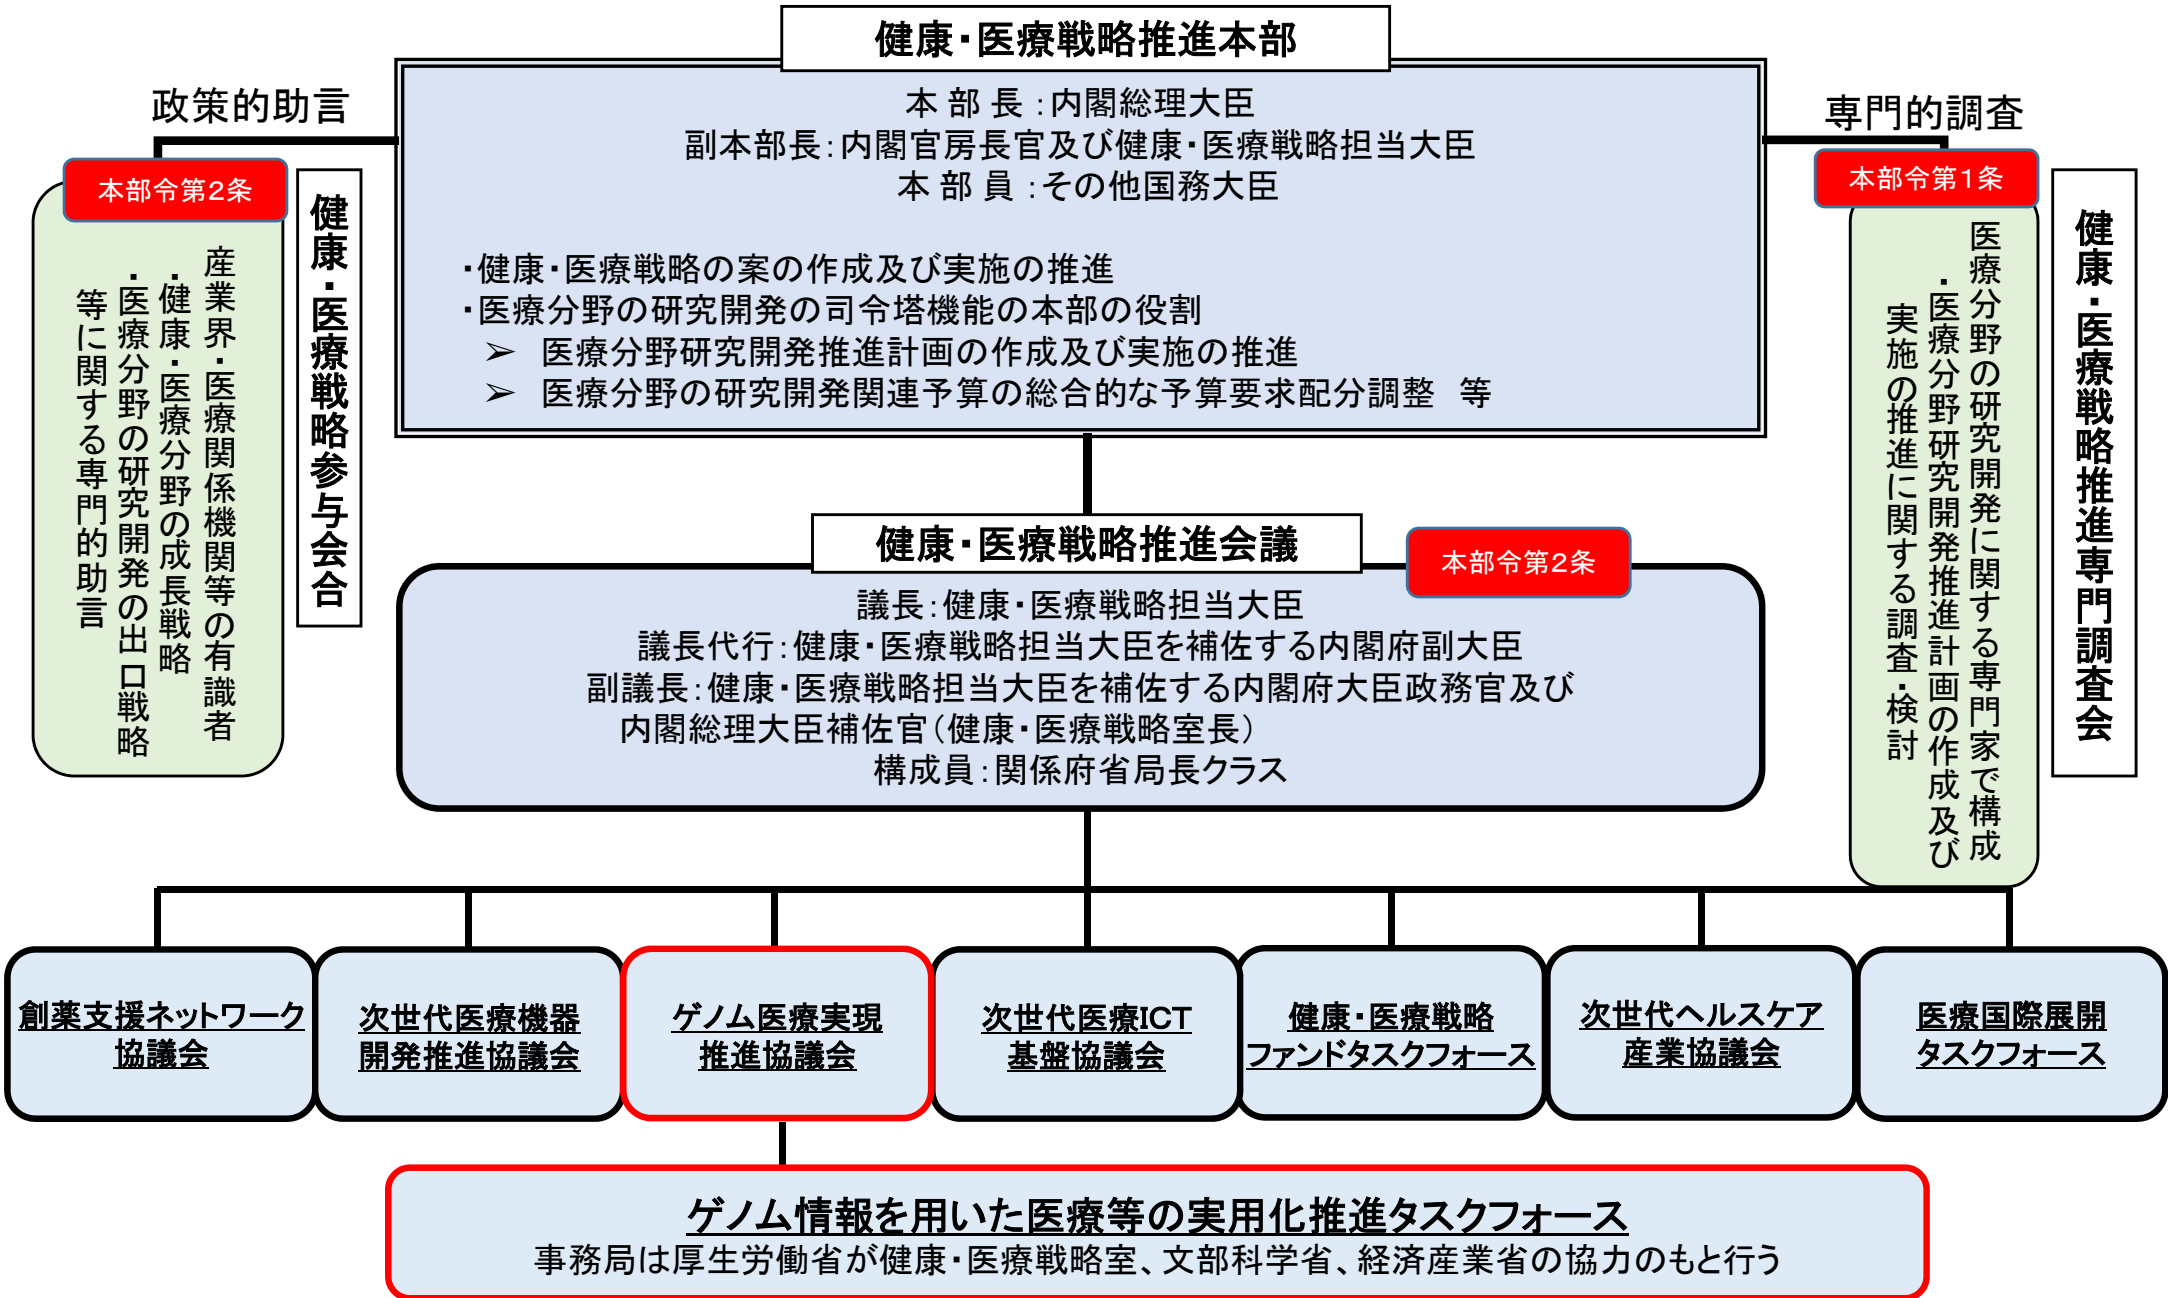 健康・医療戦略推進本部
本 部 長 ：内閣総理大臣
副本部長：内閣官房長官及び健康・医療戦略担当大臣
本 部 員 ：その他国務大臣
・健康・医療戦略の案の作成及び実施の推進
・医療分野の研究開発の司令塔機能の本部の役割
➢ 医療分野研究開発推進計画の作成及び実施の推進
➢ 医療分野の研究開発関連予算の総合的な予算要求配分調整　等
政策的助言
本部令第２条
健康・医療戦略参与会合
産業界・医療関係機関等の有識者
・健康・医療分野の成長戦略
・医療分野の研究開発の出口戦略
等に関する専門的助言
専門的調査
本部令第１条
健康・医療戦略推進専門調査会
医療分野の研究開発に関する専門家で構成
・医療分野研究開発推進計画の作成及び
実施の推進に関する調査・検討
健康・医療戦略推進会議
本部令第２条
議長：健康・医療戦略担当大臣
議長代行：健康・医療戦略担当大臣を補佐する内閣府副大臣
副議長：健康・医療戦略担当大臣を補佐する内閣府大臣政務官及び
内閣総理大臣補佐官（健康・医療戦略室長）
構成員：関係府省局長クラス
創薬支援ネットワーク
協議会
次世代医療機器
開発推進協議会
ゲノム医療実現
推進協議会
次世代医療ICT
基盤協議会
健康・医療戦略
ファンドタスクフォース
次世代ヘルスケア
産業協議会
医療国際展開
タスクフォース
ゲノム情報を用いた医療等の実用化推進タスクフォース
事務局は厚生労働省が健康・医療戦略室、文部科学省、経済産業省の協力のもと行う